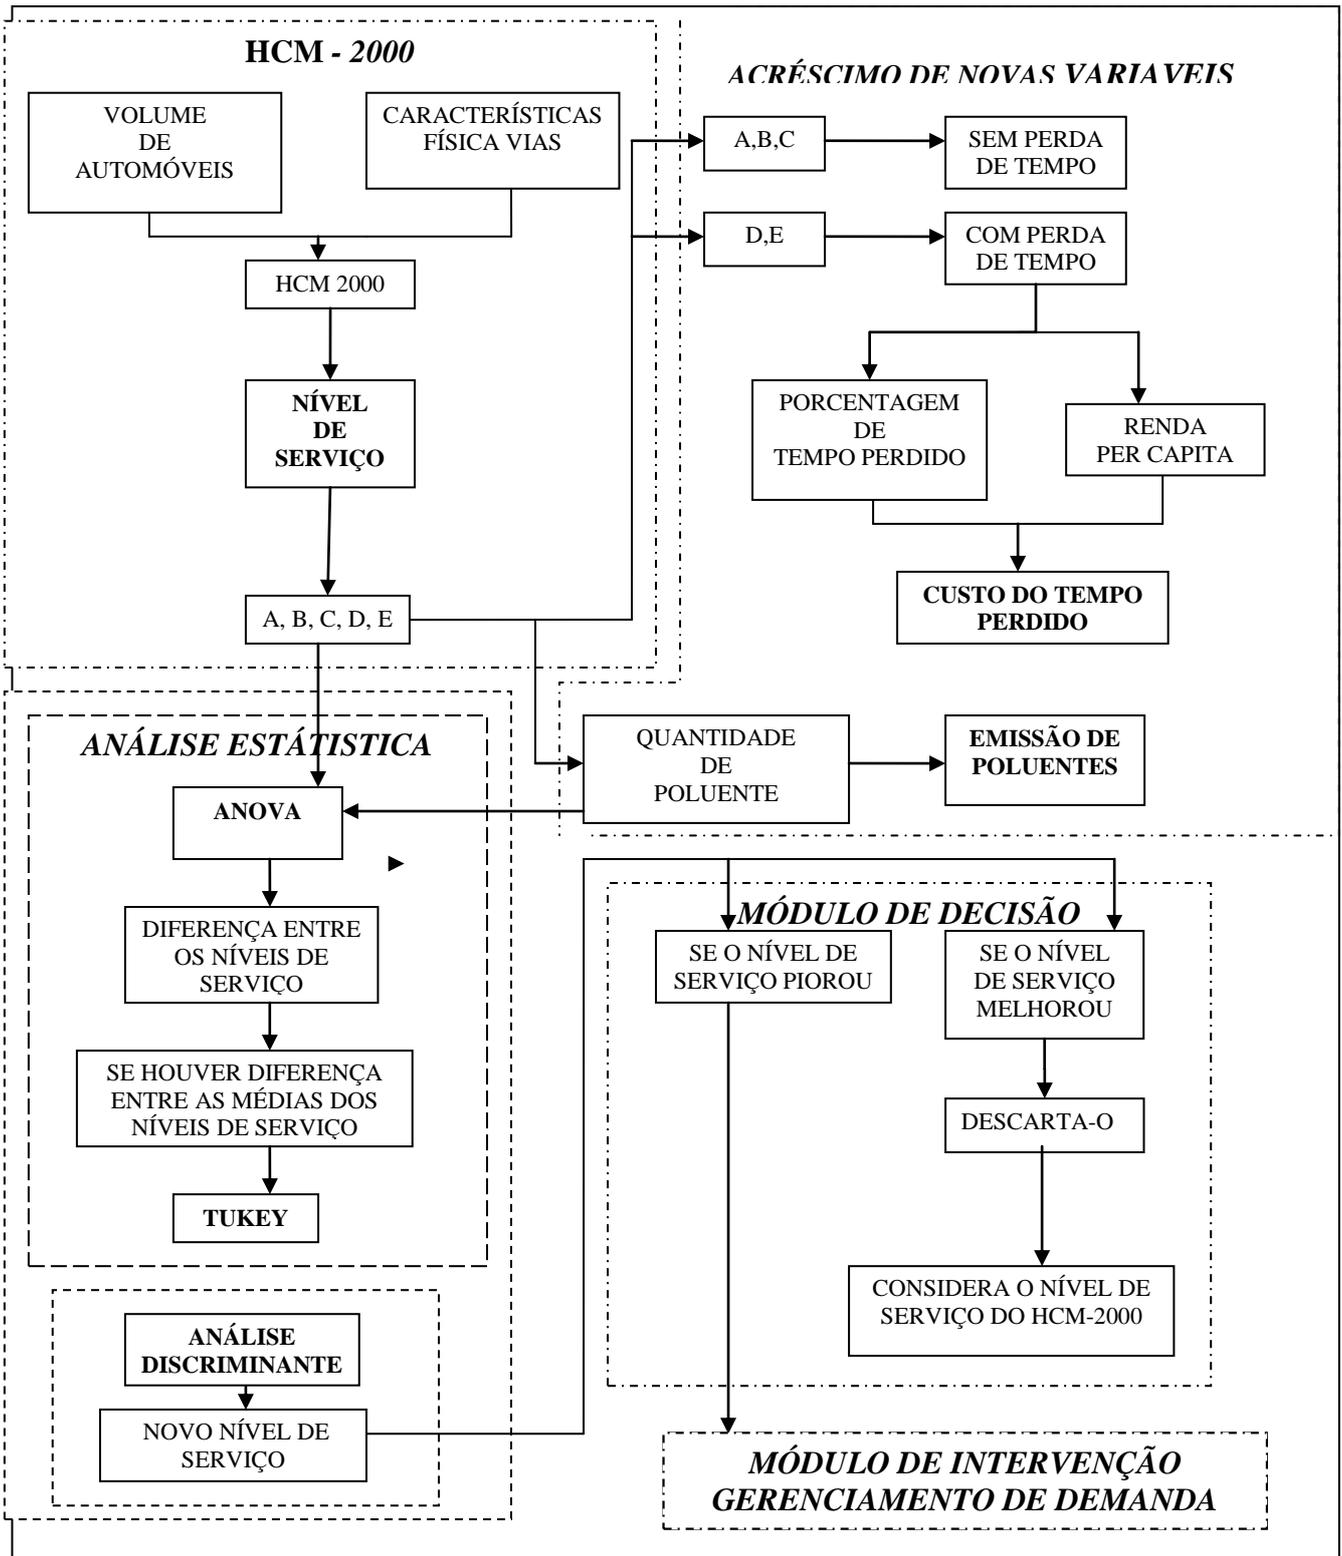 HCM - 2000
VOLUME
DE
AUTOMÓVEIS
CARACTERÍSTICAS
FÍSICA VIAS
HCM 2000
NÍVEL
DE
SERVIÇO
A, B, C, D, E
ACRÉSCIMO DE NOVAS VARIAVEIS
A,B,C
SEM PERDA
DE TEMPO
D,E
COM PERDA
DE TEMPO
PORCENTAGEM
DE
TEMPO PERDIDO
RENDA
PER CAPITA
CUSTO DO TEMPO
PERDIDO
QUANTIDADE
DE
POLUENTE
EMISSÃO DE
POLUENTES
ANÁLISE ESTÁTISTICA
ANOVA
DIFERENÇA ENTRE
OS NÍVEIS DE
SERVIÇO
SE HOUVER DIFERENÇA
ENTRE AS MÉDIAS DOS
NÍVEIS DE SERVIÇO
TUKEY
ANÁLISE
DISCRIMINANTE
NOVO NÍVEL DE
SERVIÇO
MÓDULO DE DECISÃO
SE O NÍVEL DE
SERVIÇO PIOROU
SE O NÍVEL
DE SERVIÇO
MELHOROU
DESCARTA-O
CONSIDERA O NÍVEL DE
SERVIÇO DO HCM-2000
MÓDULO DE INTERVENÇÃO
GERENCIAMENTO DE DEMANDA